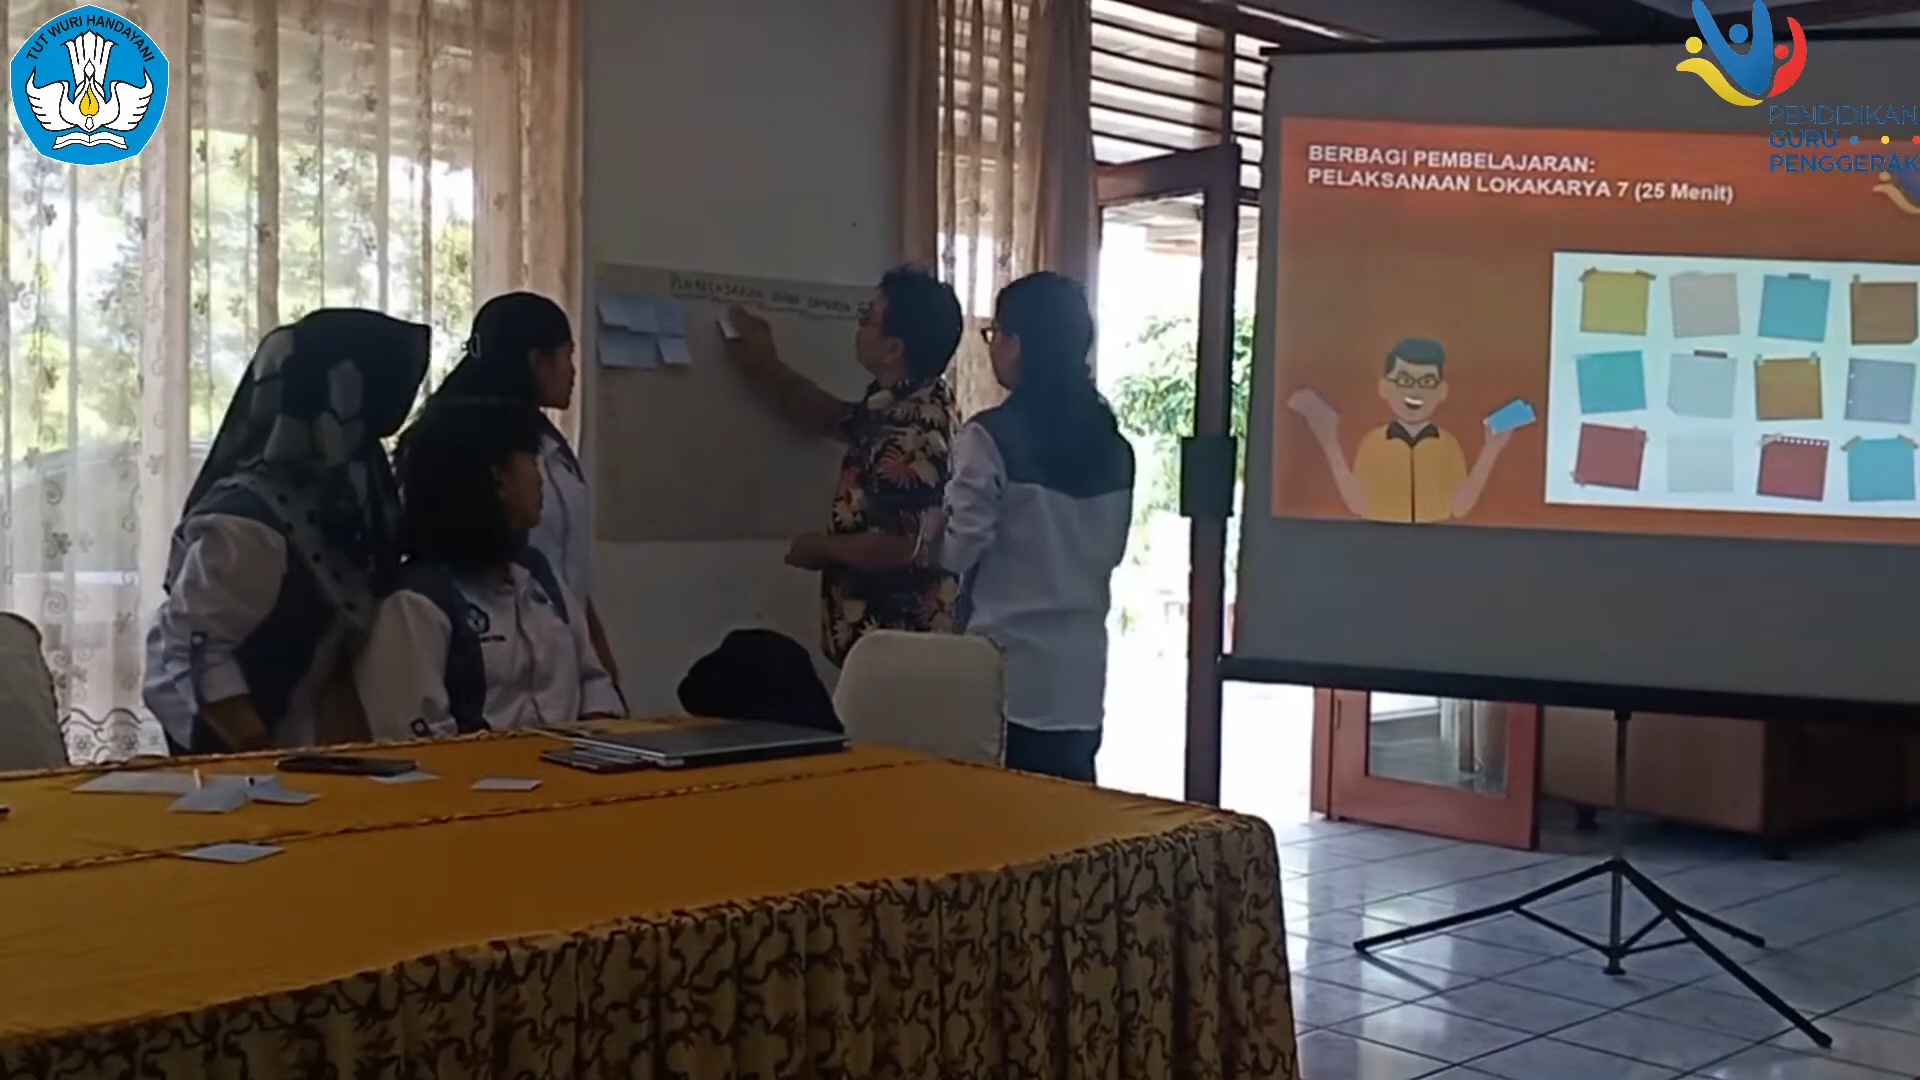 TUT WURI HANDAYANI
PENDIDIKAN
GURU
PENGGERAK
BERBAGI PEMBELAJARAN:
PELAKSANAAN LOKAKARYA 7 (25 Menit)